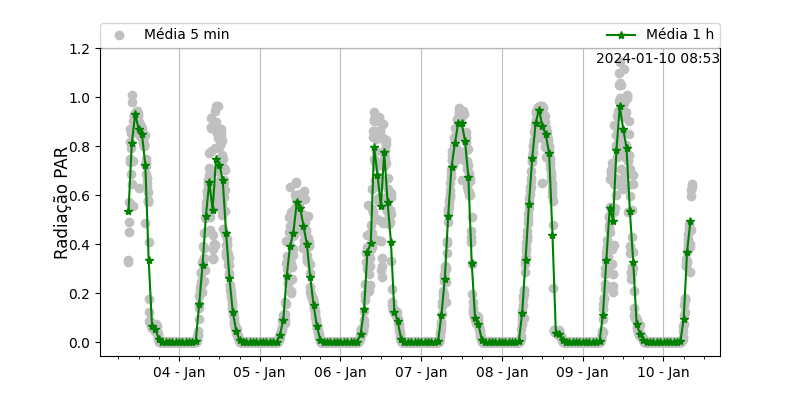 Média 5 min
Média 1 h
2024-01-10 08:53
Radiação PAR
1.2
1.0
0.8
0.6
0.4
0.2
0.0
04 - Jan
05 - Jan
06 - Jan
07 - Jan
08 - Jan
09 - Jan
10 - Jan